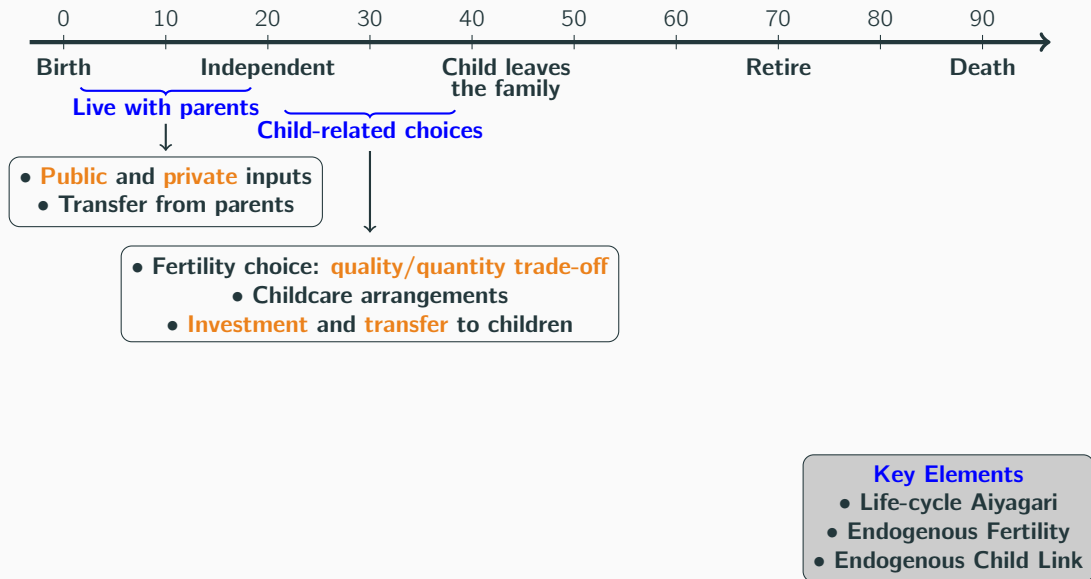 0 10 20 30 40 50 60 70 80 90
Birth Independent Child leaves Retire Death
the family
Live with parents
Child-related choices
• Public and private inputs
• Transfer from parents
• Fertility choice: quality/quantity trade-off
• Childcare arrangements
• Investment and transfer to children
Key Elements
• Life-cycle Aiyagari
• Endogenous Fertility
• Endogenous Child Link